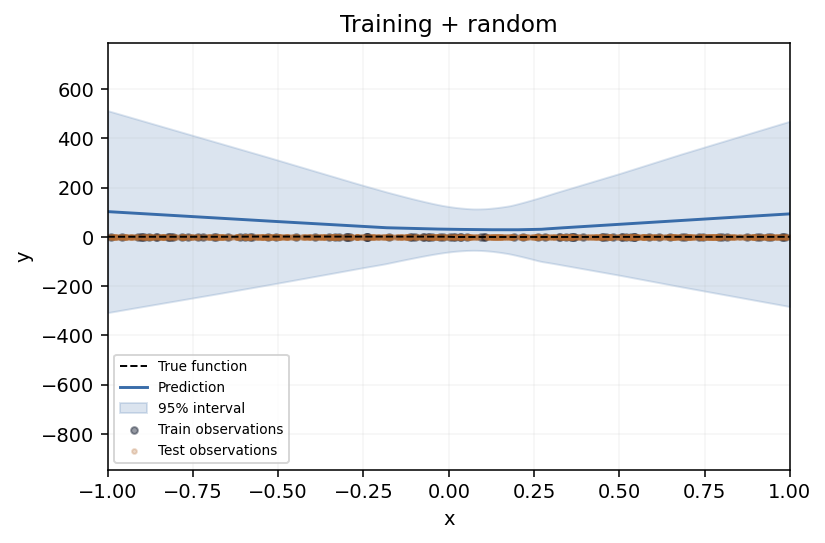 Training + random
600
400
200
0
−200
−400
−600
−800
y
True function
Prediction
95% interval
Train observations
Test observations
−1.00 −0.75 −0.50 −0.25 0.00 0.25 0.50 0.75 1.00
x